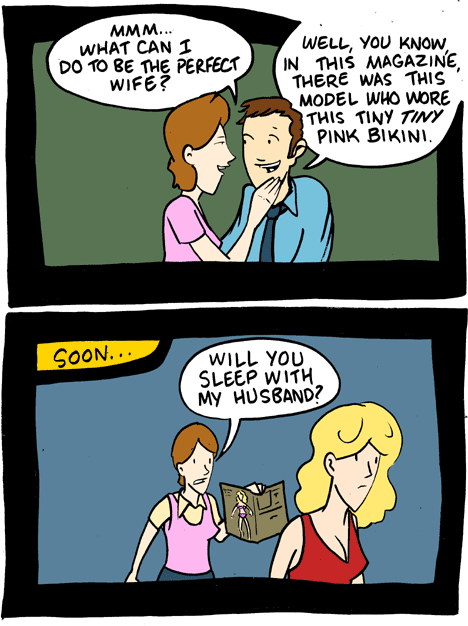 MMM...
WHAT CAN I
DO TO BE THE PERFECT
WIFE?
WELL, YOU KNOW,
IN THIS MAGAZINE,
THERE WAS THIS
MODEL WHO WORE
THIS TINY TINY
PINK BIKINI.
SOON...
WILL YOU
SLEEP WITH
MY HUSBAND?